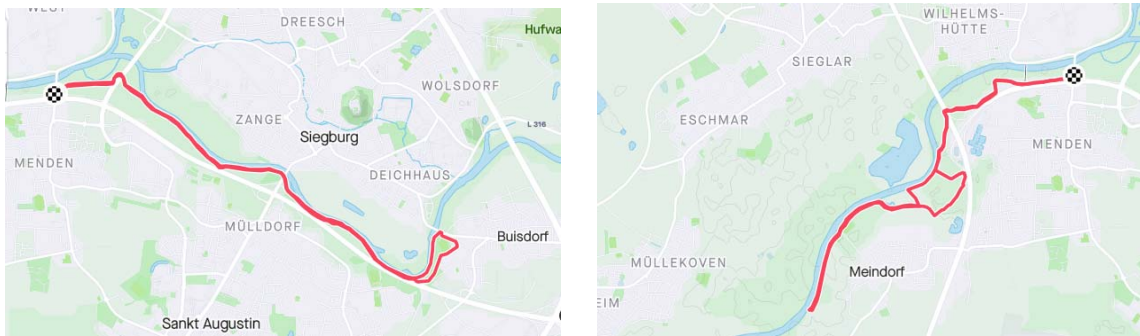 WEST
DREESCH
Hufwa
WOLSDORF
ZANGE
Siegburg
L 316
MENDEN
DEICHHAUS
MÜLLDORF
Buisdorf
Sankt Augustin
WILHELMS-
HÜTTE
SIEGLAR
ESCHMAR
MENDEN
MÜLLEKOVEN
Meindorf
EIM